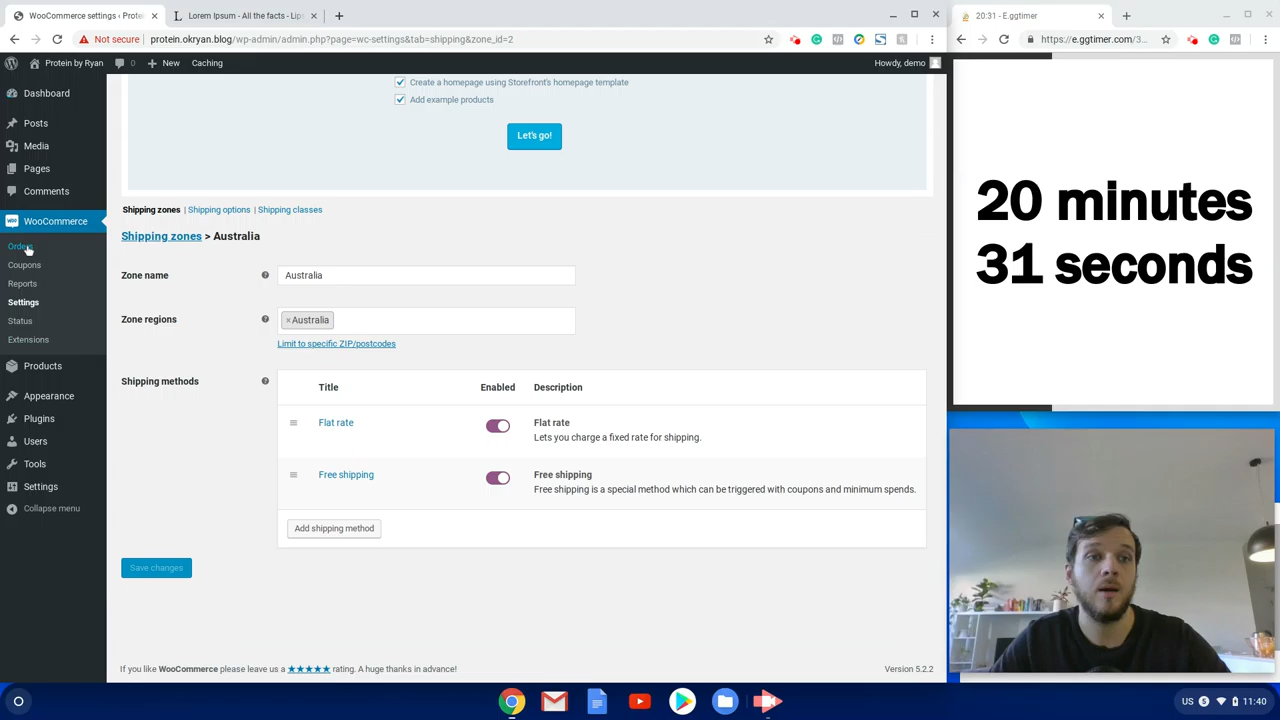 WooCommerce settings ‹ Prote
Lorem Ipsum - All the facts - Lips
20:31 - E.ggtimer
Not secure
protein.okryan.blog/wp-admin/admin.php?page=wc-settings&tab=shipping&zone_id=2
https://e.ggtimer.com/3...
Protein by Ryan
0
New
Caching
Howdy, demo
Dashboard
Posts
Media
Pages
Comments
WooCommerce
Orders
Coupons
Reports
Settings
Status
Extensions
Products
Appearance
Plugins
Users
Tools
Settings
Collapse menu
Create a homepage using Storefront's homepage template
Add example products
Let's go!
Shipping zones | Shipping options | Shipping classes
Shipping zones > Australia
Zone name
Australia
Zone regions
×Australia
Limit to specific ZIP/postcodes
Shipping methods
Title
Enabled
Description
Flat rate
Flat rate
Lets you charge a fixed rate for shipping.
Free shipping
Free shipping
Free shipping is a special method which can be triggered with coupons and minimum spends.
Add shipping method
Save changes
If you like WooCommerce please leave us a ★★★★★ rating. A huge thanks in advance!
Version 5.2.2
20 minutes
31 seconds
US
5
11:40